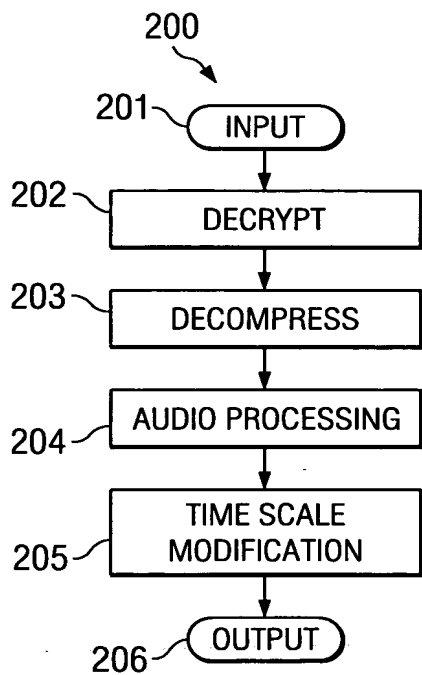 200
201
INPUT
202
DECRYPT
203
DECOMPRESS
AUDIO PROCESSING
204
TIME SCALE
MODIFICATION
205
OUTPUT
206